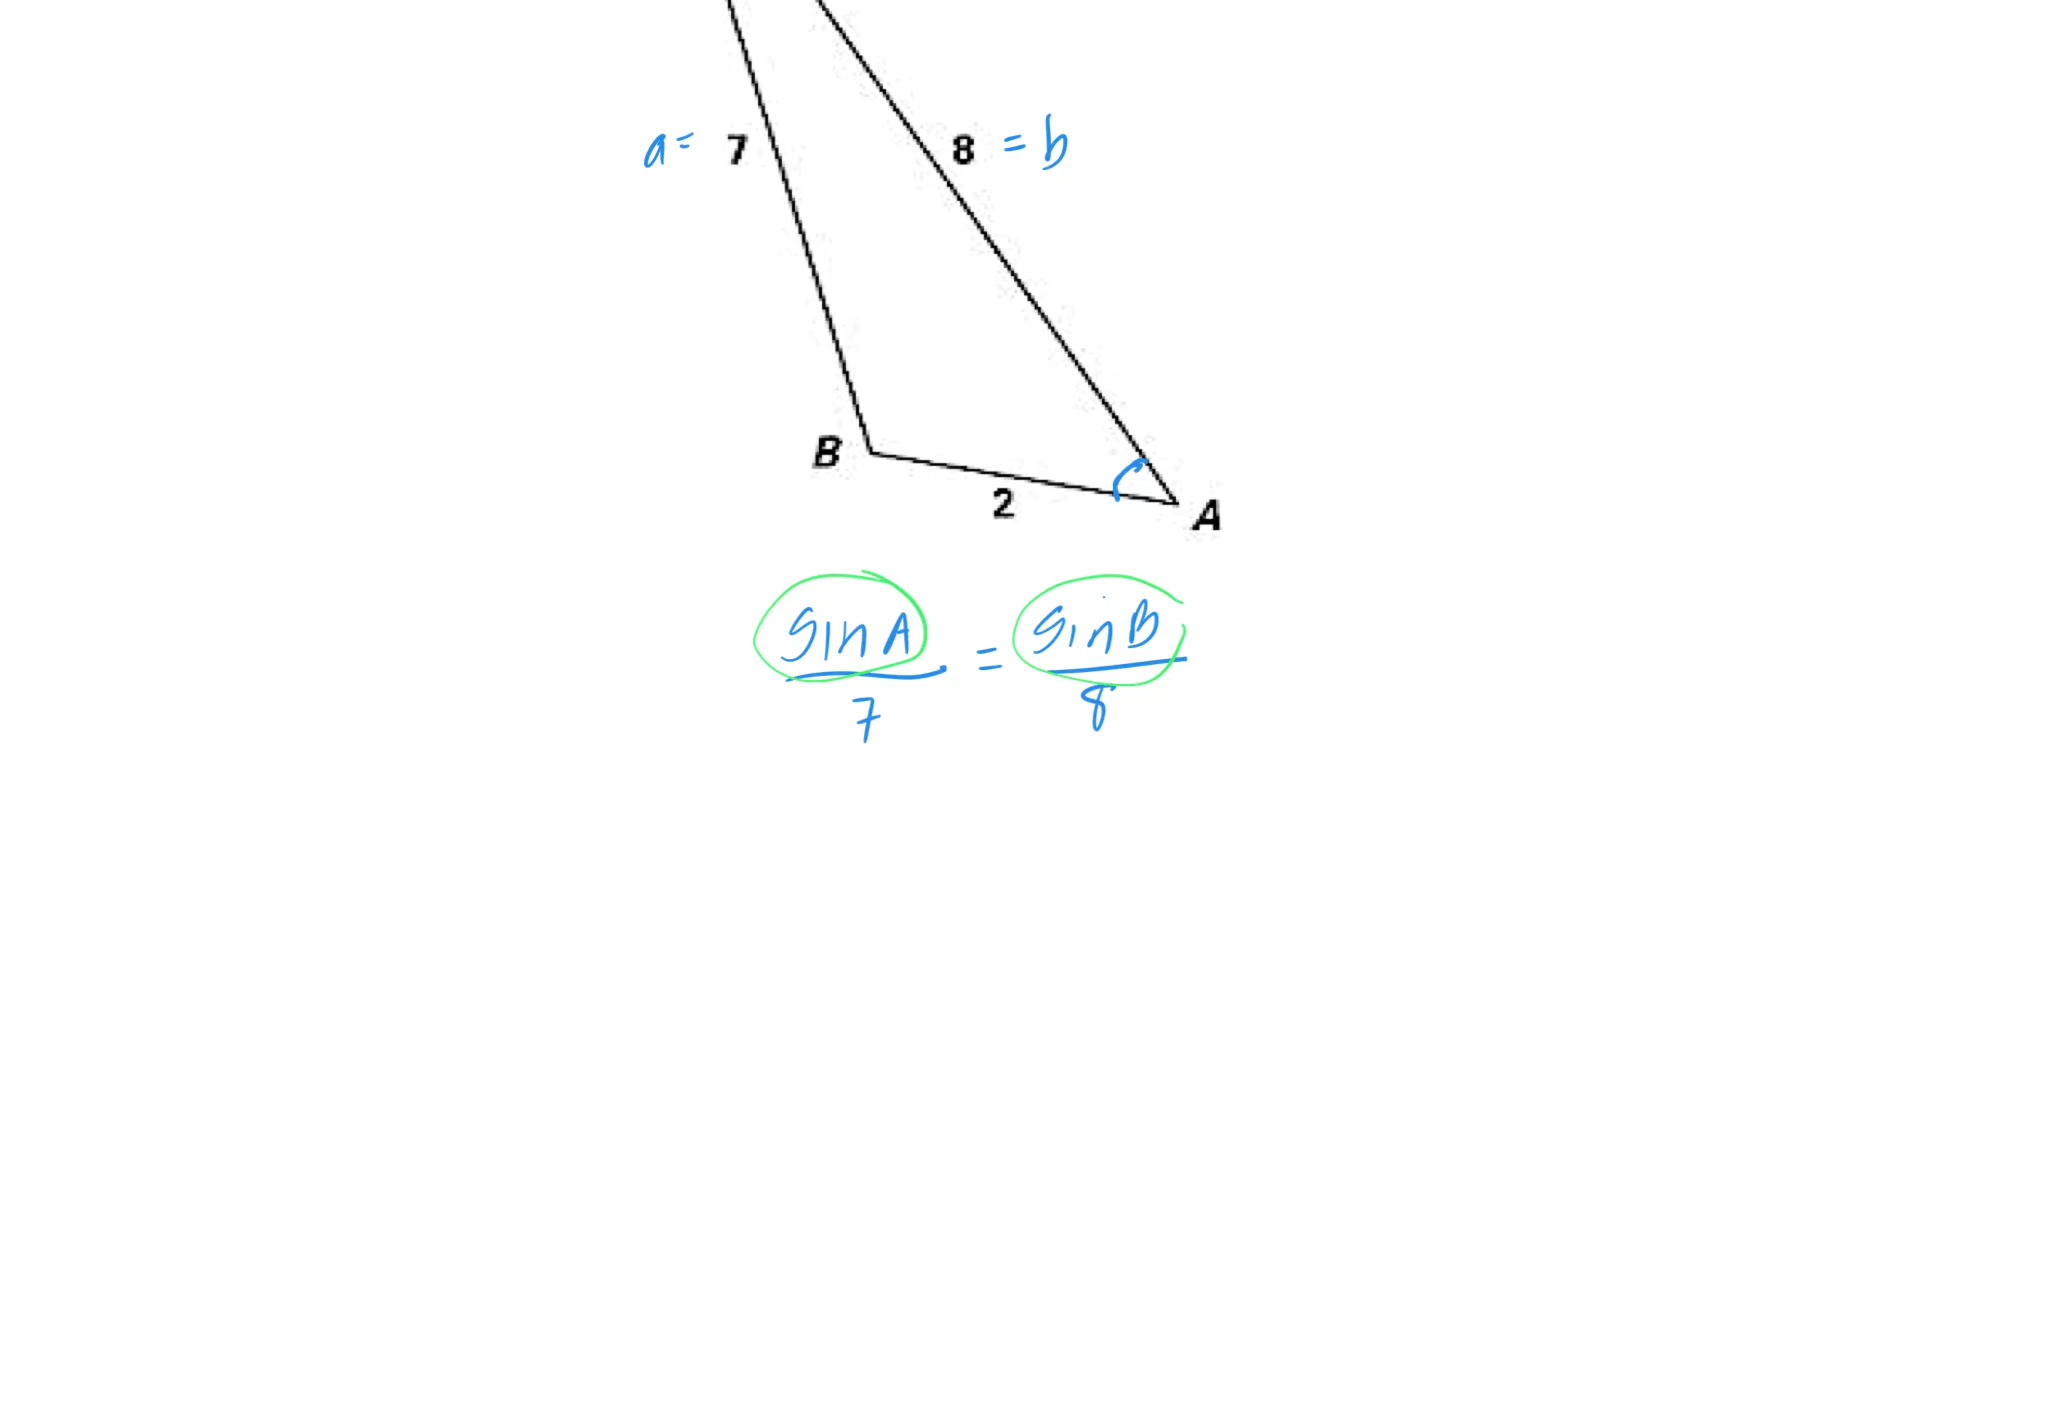 a = 7
8 = b
B
2
A
sin A / 7 = sin B / 8